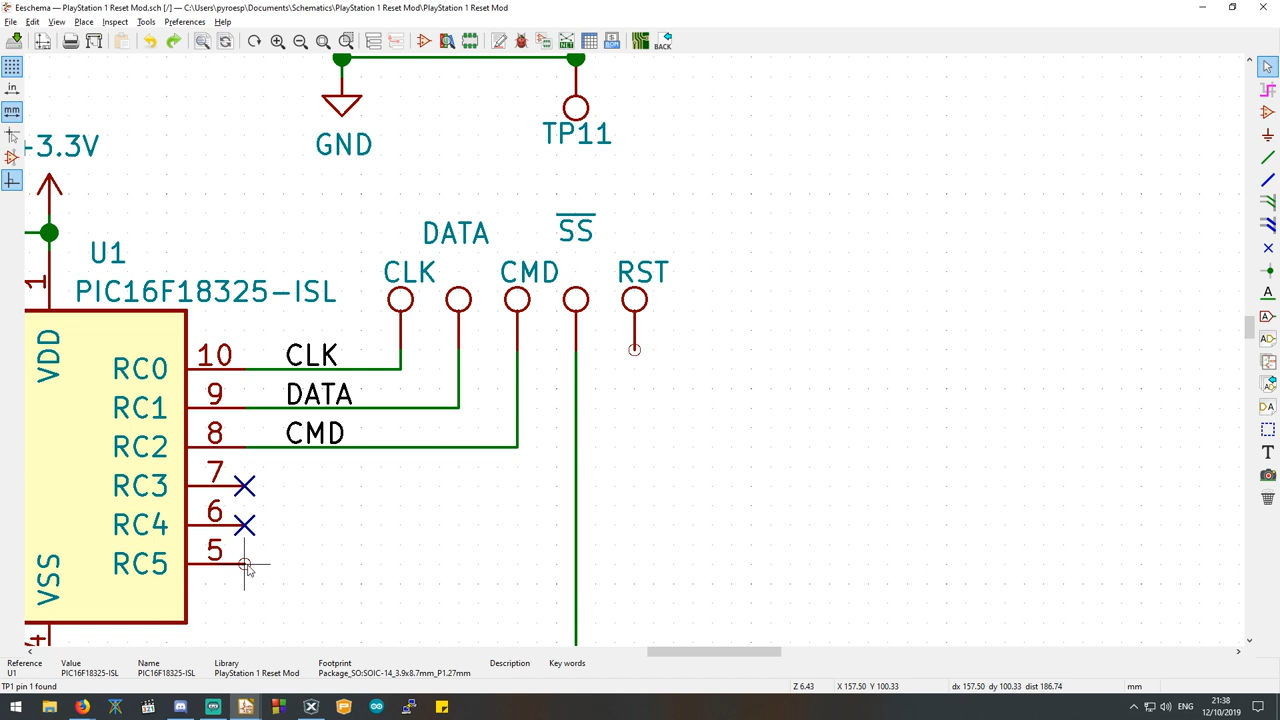 Eeschema — PlayStation 1 Reset Mod.sch [/] — C:\Users\pyroesp\Documents\Schematics\PlayStation 1 Reset Mod\PlayStation 1 Reset Mod
File Edit View Place Inspect Tools Preferences Help
BOM
NET
BACK
in
mm
A
T
GND
TP11
+3.3V
U1
PIC16F18325-ISL
1
DATA
SS
CLK
CMD
RST
VDD
RC0 10 CLK
RC1 9 DATA
RC2 8 CMD
RC3 7
RC4 6
RC5 5
VSS
Reference Value Name Library Footprint Description Key words
U1 PIC16F18325-ISL PIC16F18325-ISL PlayStation 1 Reset Mod Package_SO:SOIC-14_3.9x8.7mm_P1.27mm
TP1 pin 1 found Z 6.43 X 157.50 Y 100.33 dx 157.50 dy 100.33 dist 186.74 mm
ENG
21:38
12/10/2019